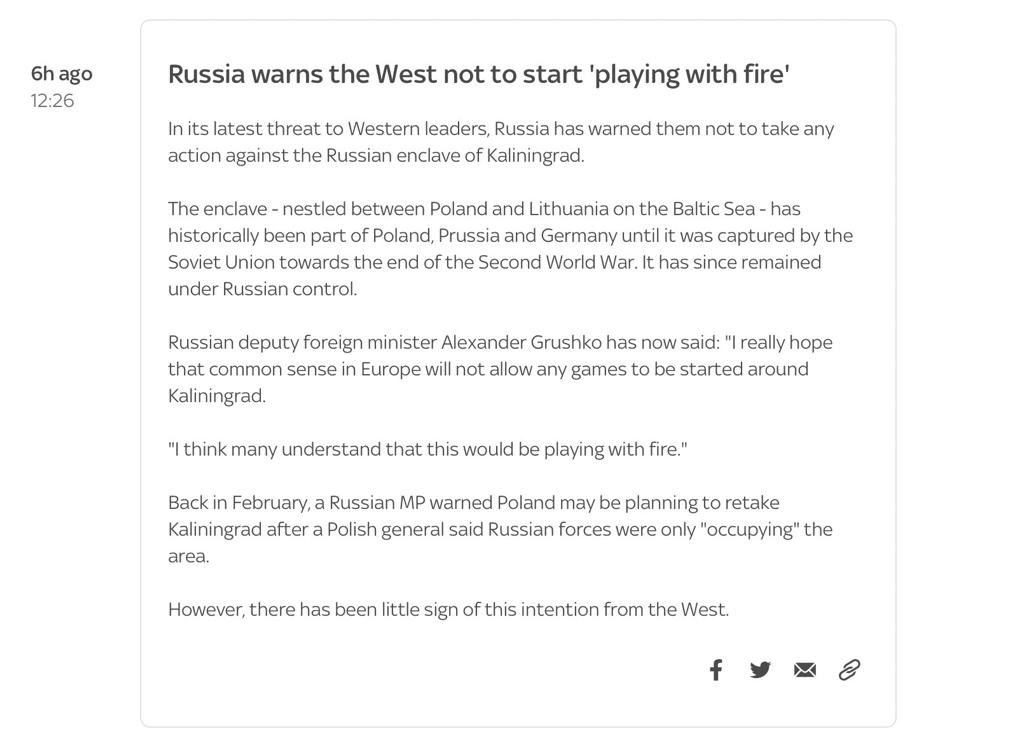 6h ago
12:26
Russia warns the West not to start 'playing with fire'
In its latest threat to Western leaders, Russia has warned them not to take any
action against the Russian enclave of Kaliningrad.
The enclave - nestled between Poland and Lithuania on the Baltic Sea - has
historically been part of Poland, Prussia and Germany until it was captured by the
Soviet Union towards the end of the Second World War. It has since remained
under Russian control.
Russian deputy foreign minister Alexander Grushko has now said: "I really hope
that common sense in Europe will not allow any games to be started around
Kaliningrad.
"I think many understand that this would be playing with fire."
Back in February, a Russian MP warned Poland may be planning to retake
Kaliningrad after a Polish general said Russian forces were only "occupying" the
area.
However, there has been little sign of this intention from the West.